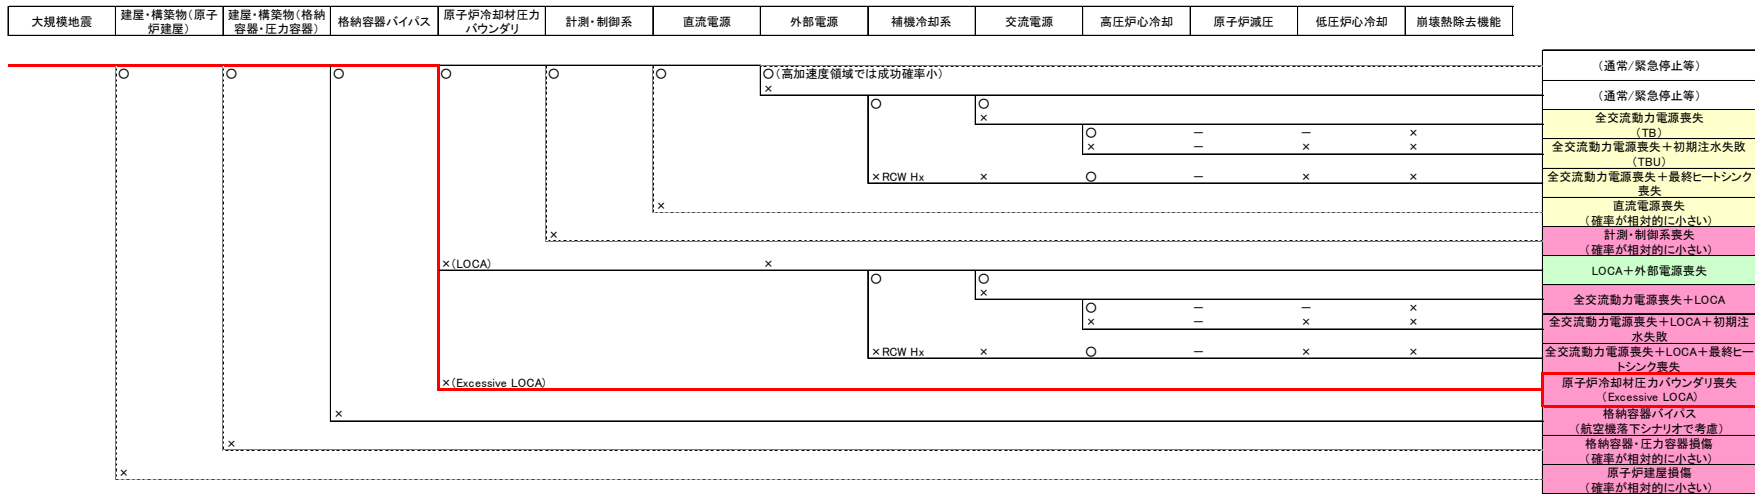 大規模地震
建屋・構築物(原子
炉建屋)
建屋・構築物(格納
容器・圧力容器)
格納容器バイパス
原子炉冷却材圧力
バウンダリ
計測・制御系
直流電源
外部電源
補機冷却系
交流電源
高圧炉心冷却
原子炉減圧
低圧炉心冷却
崩壊熱除去機能
○ ○ ○ ○ ○ ○ ○(高加速度領域では成功確率小)
(通常/緊急停止等)
×
○ ○
(通常/緊急停止等)
×
○ － － ×
全交流動力電源喪失
(TB)
× － × ×
全交流動力電源喪失＋初期注水失敗
(TBU)
×RCW Hx × ○ － × ×
全交流動力電源喪失＋最終ヒートシンク
喪失
×
直流電源喪失
(確率が相対的に小さい)
×
計測・制御系喪失
(確率が相対的に小さい)
×(LOCA) ×
○ ○
LOCA＋外部電源喪失
×
○ － － ×
全交流動力電源喪失＋LOCA
× － × ×
全交流動力電源喪失＋LOCA＋初期注
水失敗
×RCW Hx × ○ － × ×
全交流動力電源喪失＋LOCA＋最終ヒー
トシンク喪失
×(Excessive LOCA)
原子炉冷却材圧力バウンダリ喪失
(Excessive LOCA)
×
格納容器バイパス
(航空機落下シナリオで考慮)
×
格納容器・圧力容器損傷
(確率が相対的に小さい)
×
原子炉建屋損傷
(確率が相対的に小さい)